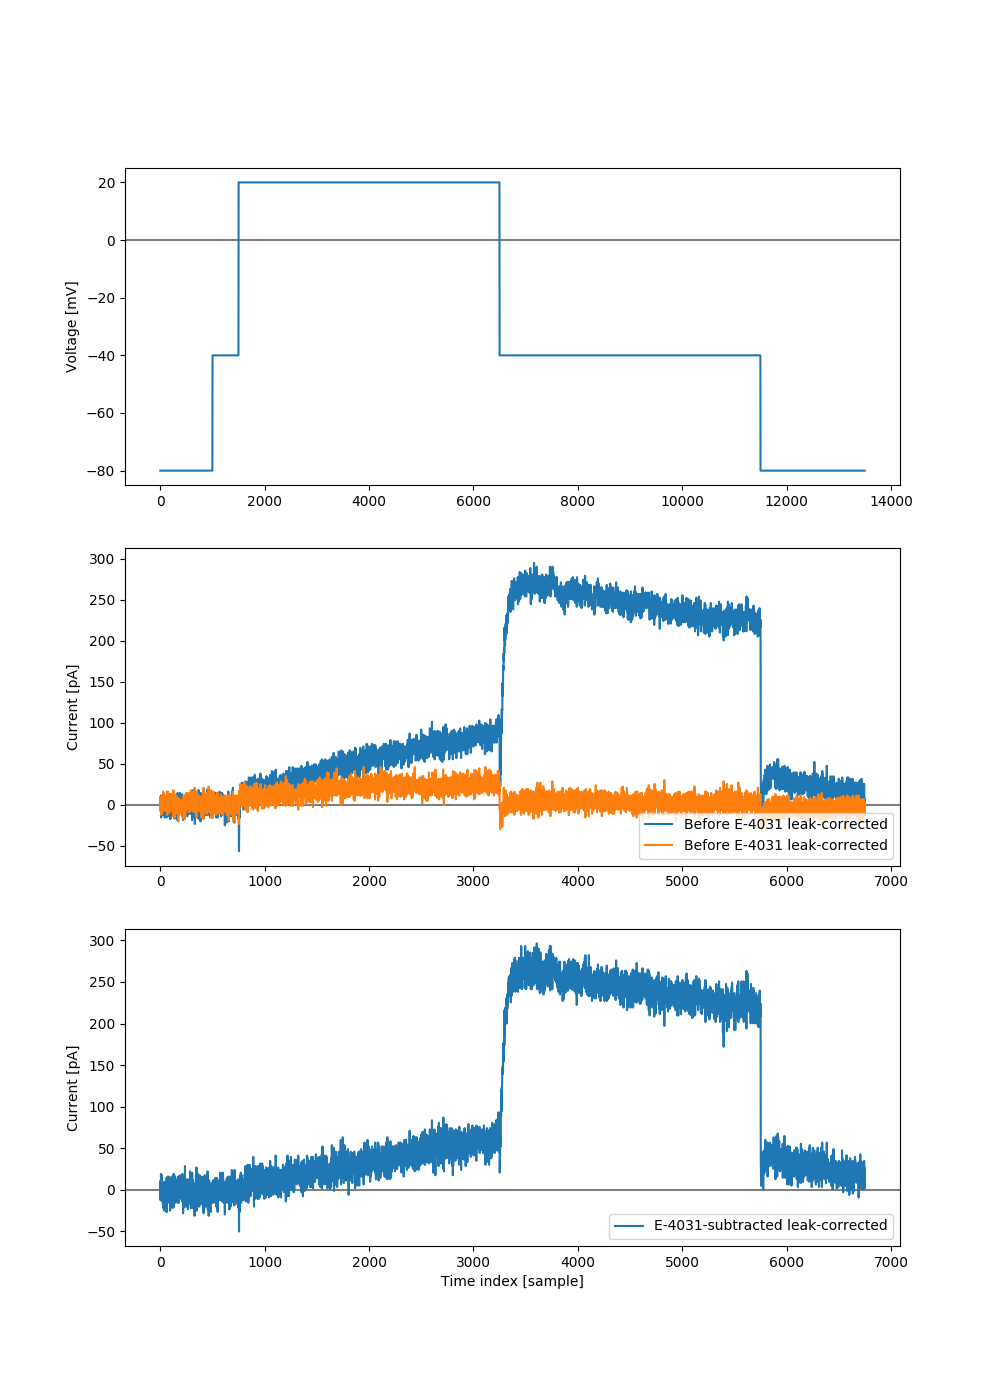 20
0
−20
−40
−60
−80
Voltage [mV]
0 2000 4000 6000 8000 10000 12000 14000
300
250
200
150
100
50
0
−50
Current [pA]
Before E-4031 leak-corrected
Before E-4031 leak-corrected
0 1000 2000 3000 4000 5000 6000 7000
300
250
200
150
100
50
0
−50
Current [pA]
E-4031-subtracted leak-corrected
0 1000 2000 3000 4000 5000 6000 7000
Time index [sample]